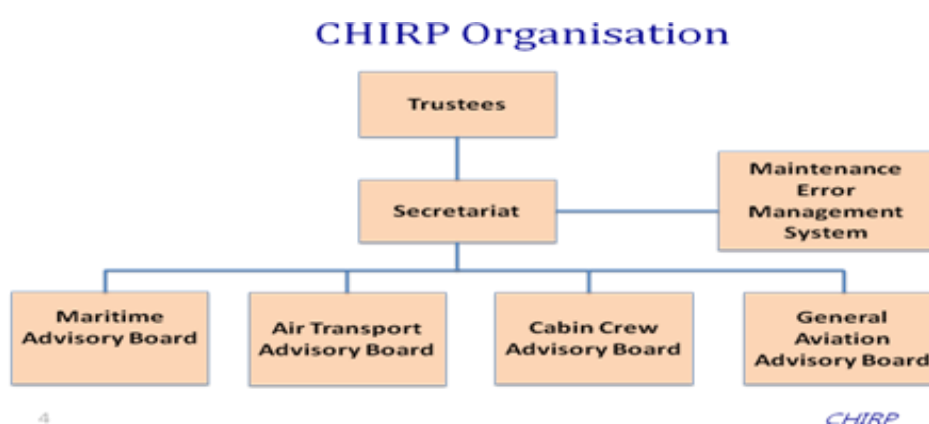 CHIRP Organisation
Trustees
Secretariat
Maintenance
Error
Management
System
Maritime
Advisory Board
Air Transport
Advisory Board
Cabin Crew
Advisory Board
General
Aviation
Advisory Board
4
CHIRP